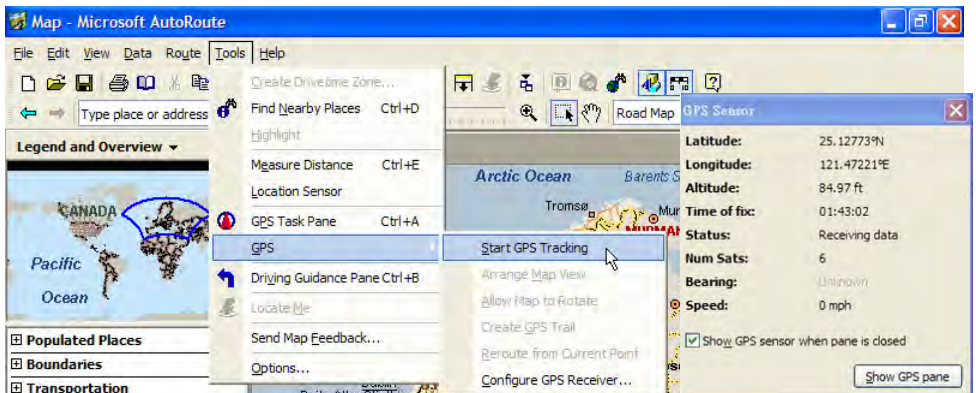 Map - Microsoft AutoRoute
File Edit View Data Route Tools Help
Type place or address
Road Map
Legend and Overview
CANADA
Pacific
Ocean
Populated Places
Boundaries
Transportation
Create Drivetime Zone...
Find Nearby Places Ctrl+D
Highlight
Measure Distance Ctrl+E
Location Sensor
GPS Task Pane Ctrl+A
GPS
Driving Guidance Pane Ctrl+B
Locate Me
Send Map Feedback...
Options...
Arctic Ocean
Barents S
Tromsø
Mur
MURMAN
Start GPS Tracking
Arrange Map View
Allow Map to Rotate
Create GPS Trail
Reroute from Current Point
Configure GPS Receiver...
GPS Sensor
Latitude: 25.12773°N
Longitude: 121.47221°E
Altitude: 84.97 ft
Time of fix: 01:43:02
Status: Receiving data
Num Sats: 6
Bearing: Unknown
Speed: 0 mph
Show GPS sensor when pane is closed
Show GPS pane